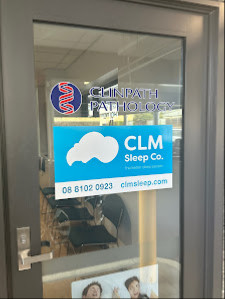 CLINPATH
PATHOLOGY
CLM
Sleep Co.
08 8102 0923 clmsleep.com